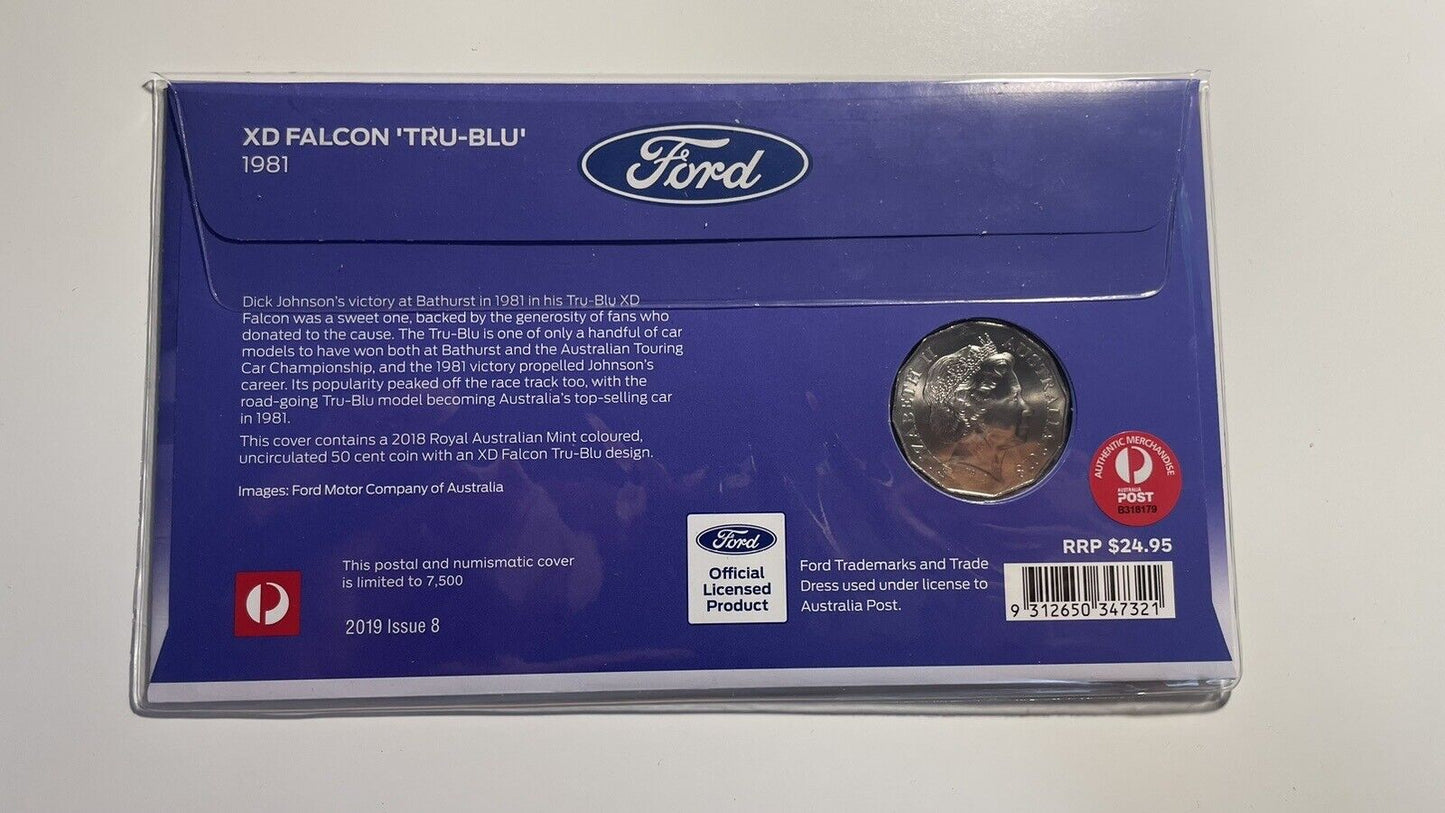 XD FALCON 'TRU-BLU'
1981
Ford
Dick Johnson's victory at Bathurst in 1981 in his Tru-Blu XD
Falcon was a sweet one, backed by the generosity of fans who
donated to the cause. The Tru-Blu is one of only a handful of car
models to have won both at Bathurst and the Australian Touring
Car Championship, and the 1981 victory propelled Johnson's
career. Its popularity peaked off the race track too, with the
road-going Tru-Blu model becoming Australia's top-selling car
in 1981.
This cover contains a 2018 Royal Australian Mint coloured,
uncirculated 50 cent coin with an XD Falcon Tru-Blu design.
Images: Ford Motor Company of Australia
II AUSTRALIA
AUTHENTIC MERCHANDISE
AUSTRALIA
POST
B318179
This postal and numismatic cover
is limited to 7,500
2019 Issue 8
Ford
Official
Licensed
Product
Ford Trademarks and Trade
Dress used under license to
Australia Post.
RRP $24.95
9 312650 347321